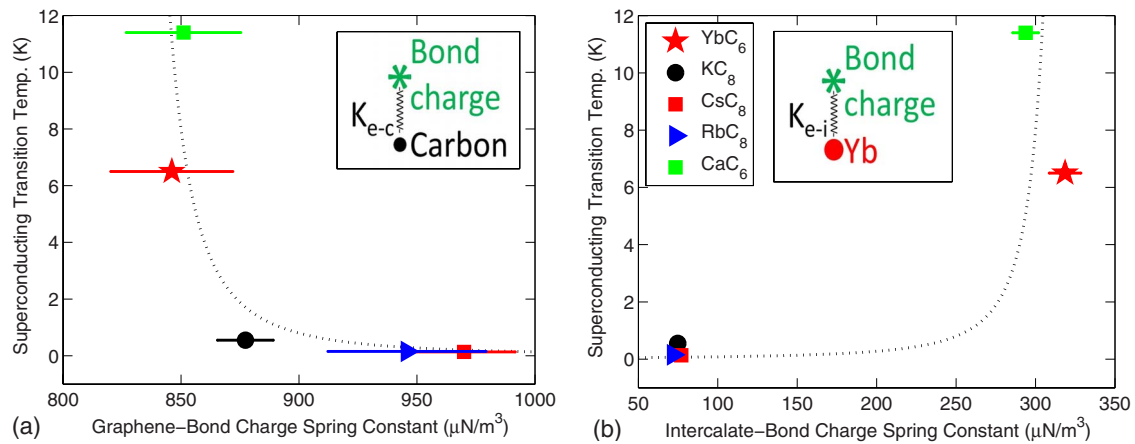 12
10
8
6
4
2
0
800
850
900
950
1000
Superconducting Transition Temp. (K)
Graphene−Bond Charge Spring Constant (μN/m³)
(a)
Bond
charge
K
e-c
Carbon
12
10
8
6
4
2
0
50
100
150
200
250
300
350
Superconducting Transition Temp. (K)
Intercalate−Bond Charge Spring Constant (μN/m³)
(b)
YbC₆
KC₈
CsC₈
RbC₈
CaC₆
Bond
charge
K
e-i
Yb